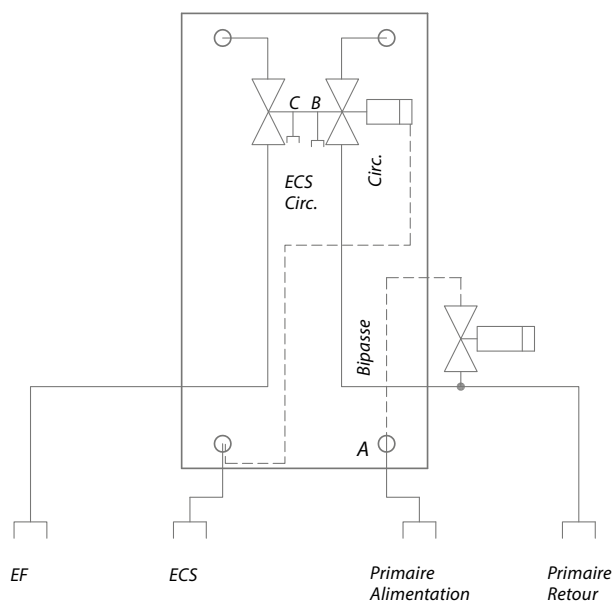 C B
ECS
Circ.
Circ.
Bipasse
A
EF
ECS
Primaire
Alimentation
Primaire
Retour